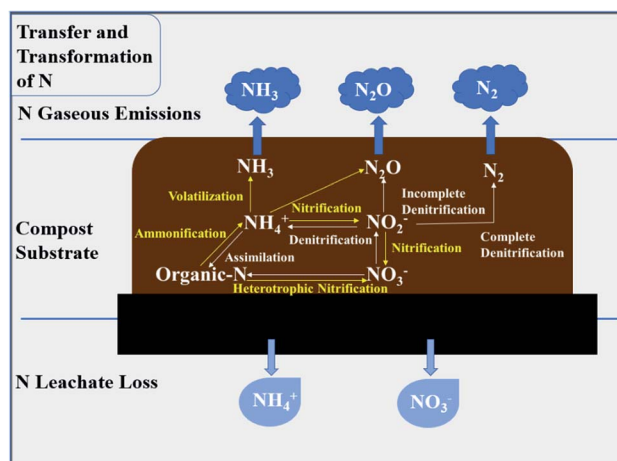 Transfer and
Transformation
of N
N Gaseous Emissions
NH₃
N₂O
N₂
NH₃
N₂O
N₂
Volatilization
Incomplete
Denitrification
Nitrification
NH₄⁺
NO₂⁻
Ammonification
Denitrification
Nitrification
Complete
Denitrification
Compost
Substrate
Assimilation
Organic-N
NO₃⁻
Heterotrophic Nitrification
N Leachate Loss
NH₄⁺
NO₃⁻